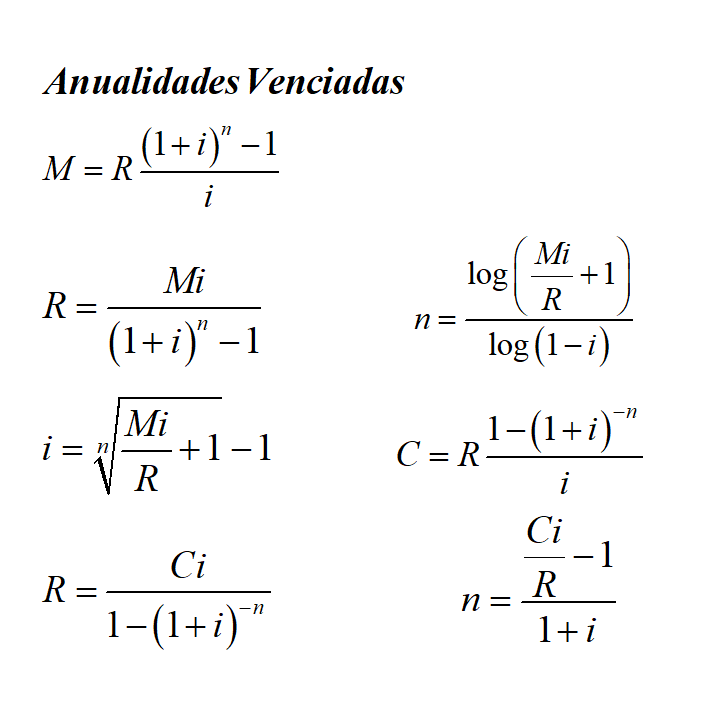 Anualidades Venciadas
M = R ((1+i)^n − 1) / i
R = Mi / ((1+i)^n − 1)
n = log(Mi/R + 1) / log(1−i)
i = ⁿ√(Mi/R + 1) − 1
C = R (1−(1+i)^−n) / i
R = Ci / (1−(1+i)^−n)
n = (Ci/R − 1) / (1+i)